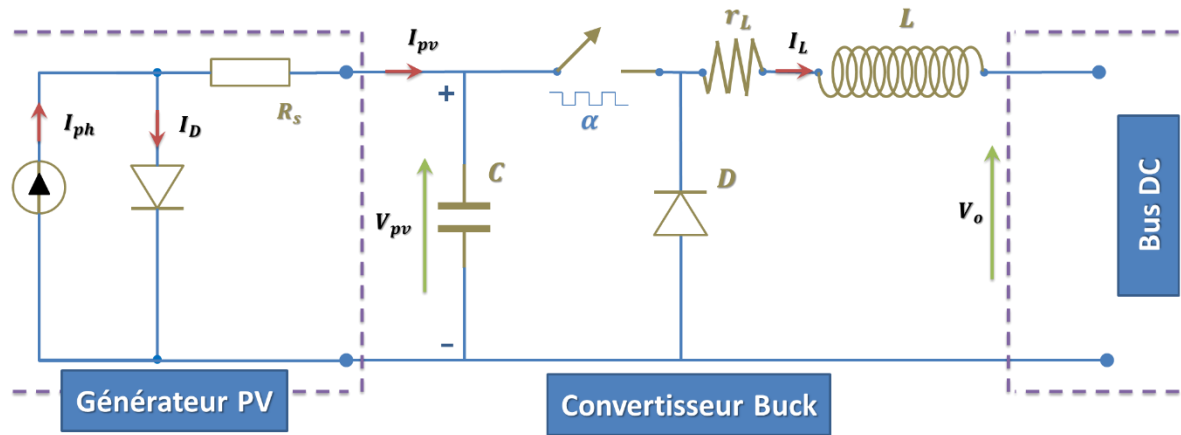 I_ph
I_D
R_s
I_pv
+
V_pv
−
C
α
D
r_L
I_L
L
V_o
Bus DC
Générateur PV
Convertisseur Buck